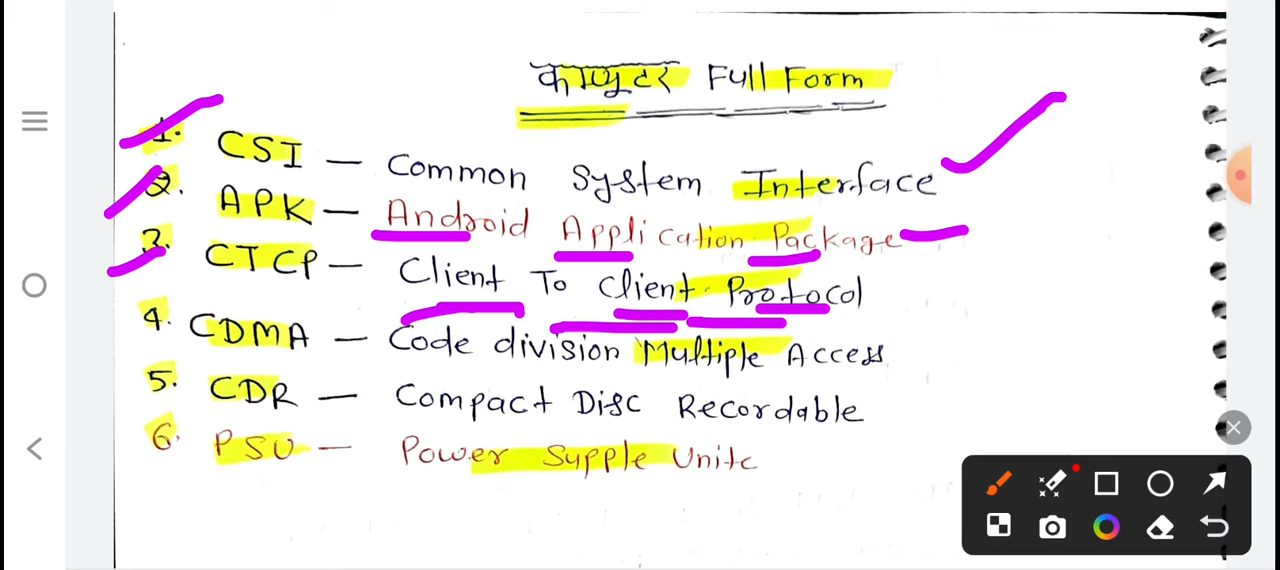 कम्प्युटर Full Form
1. CSI — Common System Interface
2. APK — Android Application Package
3. CTCP — Client To Client Protocol
4. CDMA — Code division Multiple Access
5. CDR — Compact Disc Recordable
6. PSU — Power Supple Unite